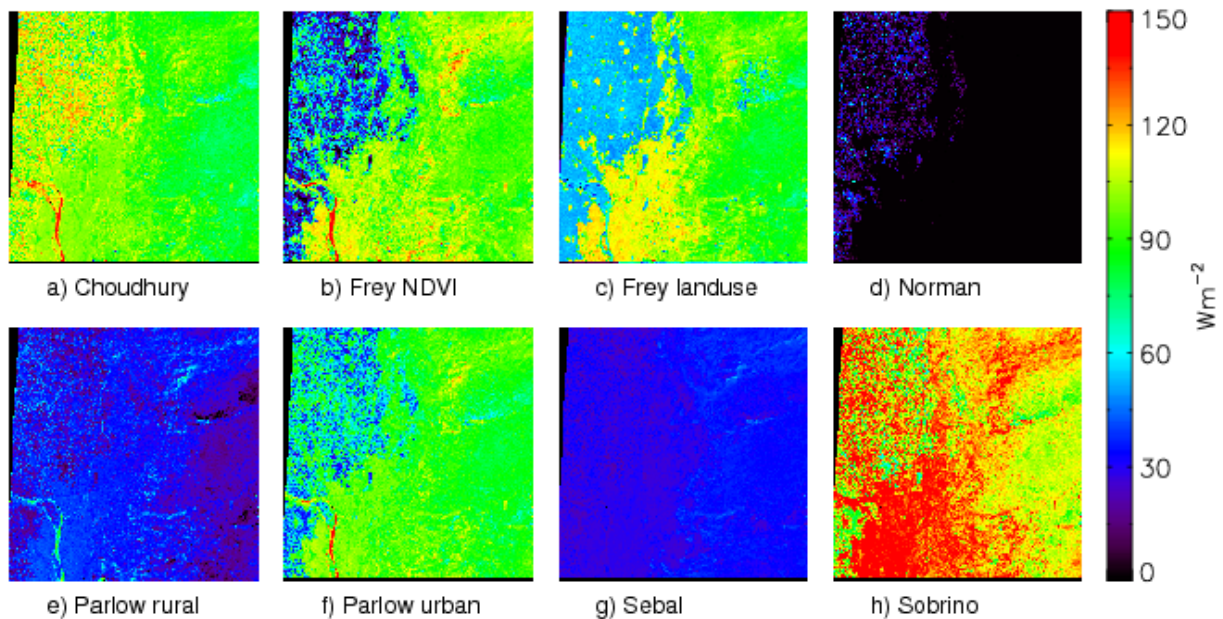 a) Choudhury
b) Frey NDVI
c) Frey landuse
d) Norman
e) Parlow rural
f) Parlow urban
g) Sebal
h) Sobrino
150
120
90
60
30
0
Wm⁻²